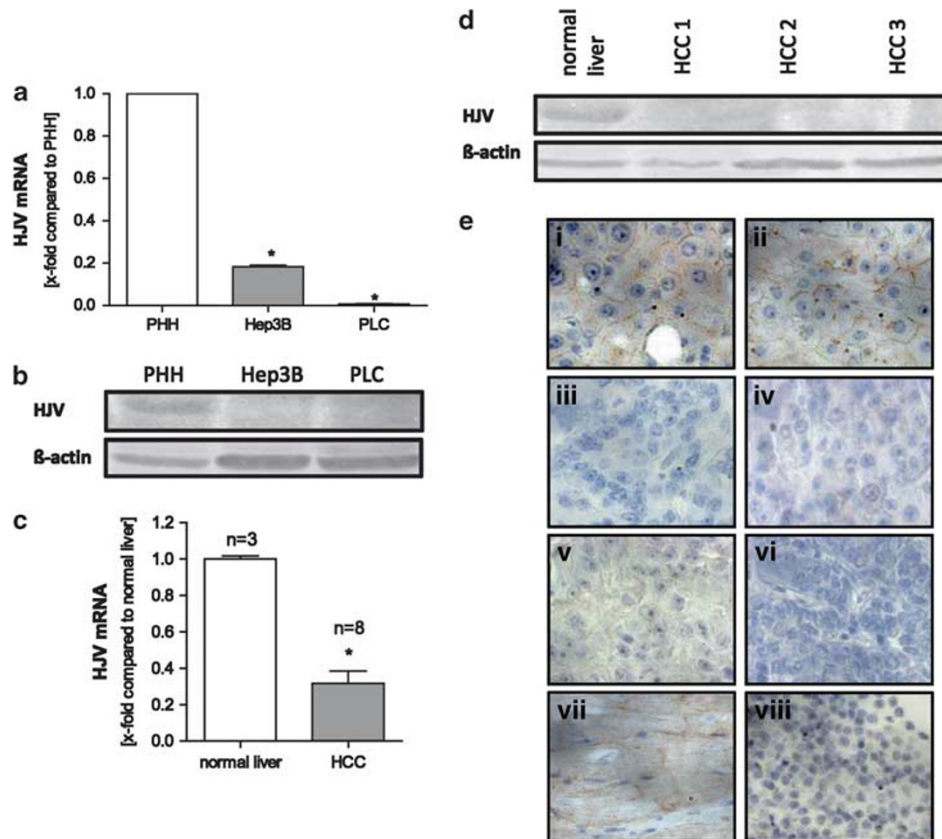 a
HJV mRNA
[x-fold compared to PHH]
1.0
0.8
0.6
0.4
0.2
0.0
*
*
PHH Hep3B PLC
b
PHH Hep3B PLC
HJV
ß-actin
c
HJV mRNA
[x-fold compared to normal liver]
1.2
1.0
0.8
0.6
0.4
0.2
0.0
n=3
n=8
*
normal liver HCC
d
normal
liver
HCC 1
HCC 2
HCC 3
HJV
ß-actin
e
i
ii
iii
iv
v
vi
vii
viii